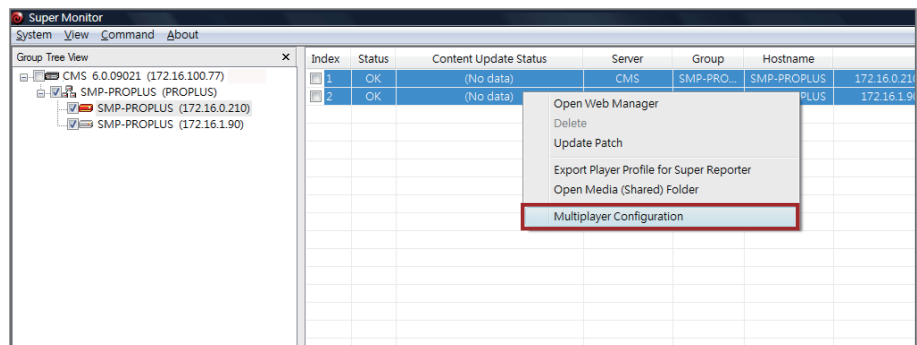 Super Monitor
System View Command About
Group Tree View x
CMS 6.0.09021 (172.16.100.77)
SMP-PROPLUS (PROPLUS)
SMP-PROPLUS (172.16.0.210)
SMP-PROPLUS (172.16.1.90)
Index Status Content Update Status Server Group Hostname
1 OK (No data) CMS SMP-PRO... SMP-PROPLUS 172.16.0.210
2 OK (No data) PLUS 172.16.1.90
Open Web Manager
Delete
Update Patch
Export Player Profile for Super Reporter
Open Media (Shared) Folder
Multiplayer Configuration